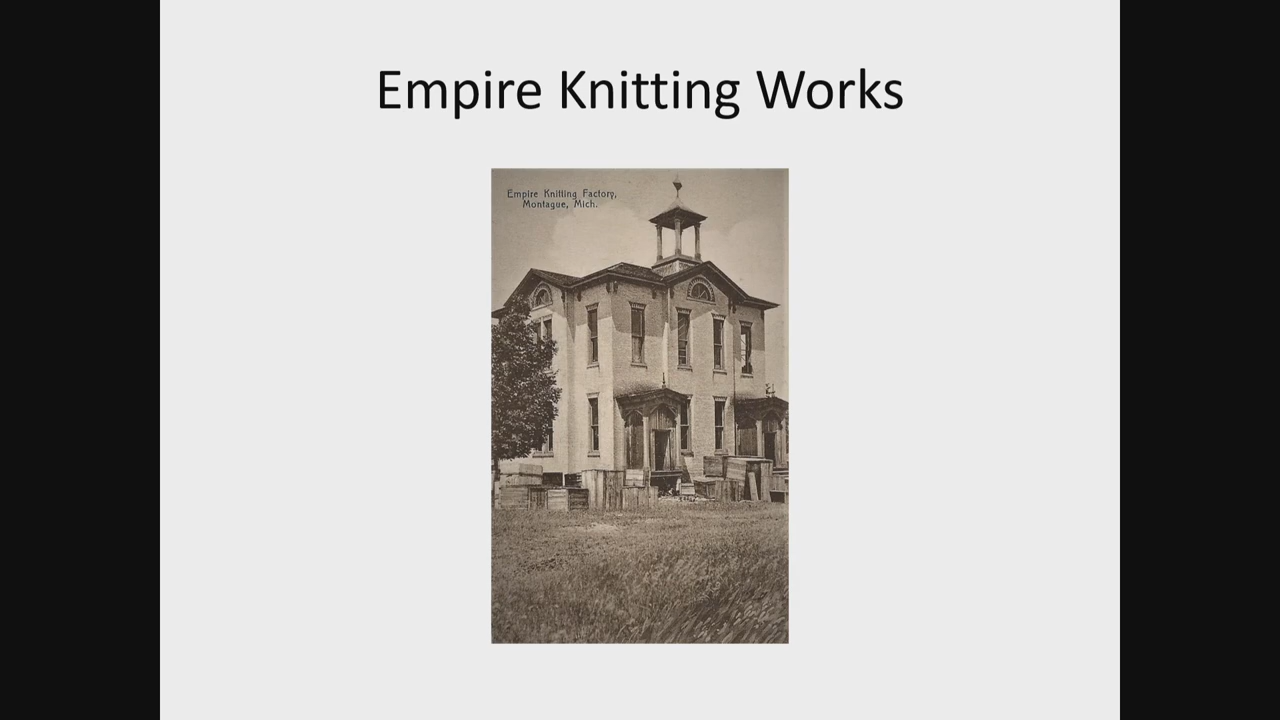 Empire Knitting Works
Empire Knitting Factory,
Montague, Mich.